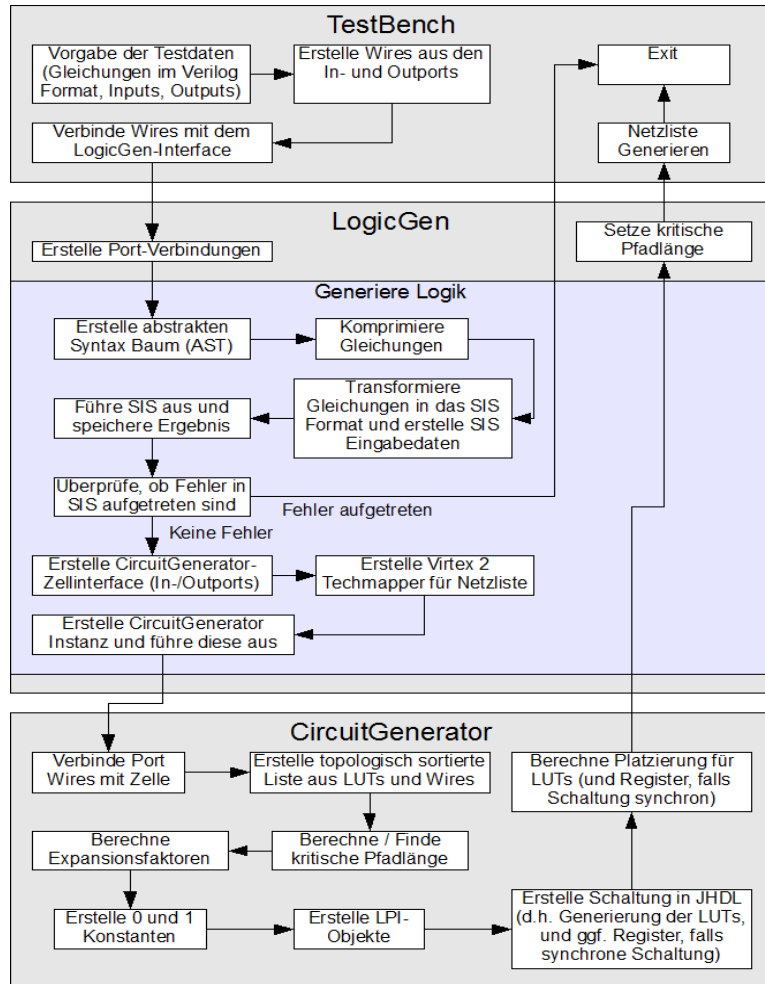 TestBench
Vorgabe der Testdaten
(Gleichungen im Verilog
Format, Inputs, Outputs)
Erstelle Wires aus den
In- und Outports
Exit
Verbinde Wires mit dem
LogicGen-Interface
Netzliste
Generieren
LogicGen
Erstelle Port-Verbindungen
Setze kritische
Pfadlänge
Generiere Logik
Erstelle abstrakten
Syntax Baum (AST)
Komprimiere
Gleichungen
Transformiere
Gleichungen in das SIS
Format und erstelle SIS
Eingabedaten
Führe SIS aus und
speichere Ergebnis
Überprüfe, ob Fehler in
SIS aufgetreten sind
Fehler aufgetreten
Keine Fehler
Erstelle CircuitGenerator-
Zellinterface (In-/Outports)
Erstelle Virtex 2
Techmapper für Netzliste
Erstelle CircuitGenerator
Instanz und führe diese aus
CircuitGenerator
Verbinde Port
Wires mit Zelle
Erstelle topologisch sortierte
Liste aus LUTs und Wires
Berechne Platzierung für
LUTs (und Register, falls
Schaltung synchron)
Berechne
Expansionsfaktoren
Berechne / Finde
kritische Pfadlänge
Erstelle 0 und 1
Konstanten
Erstelle LPI-
Objekte
Erstelle Schaltung in JHDL
(d.h. Generierung der LUTs,
und ggf. Register, falls
synchrone Schaltung)